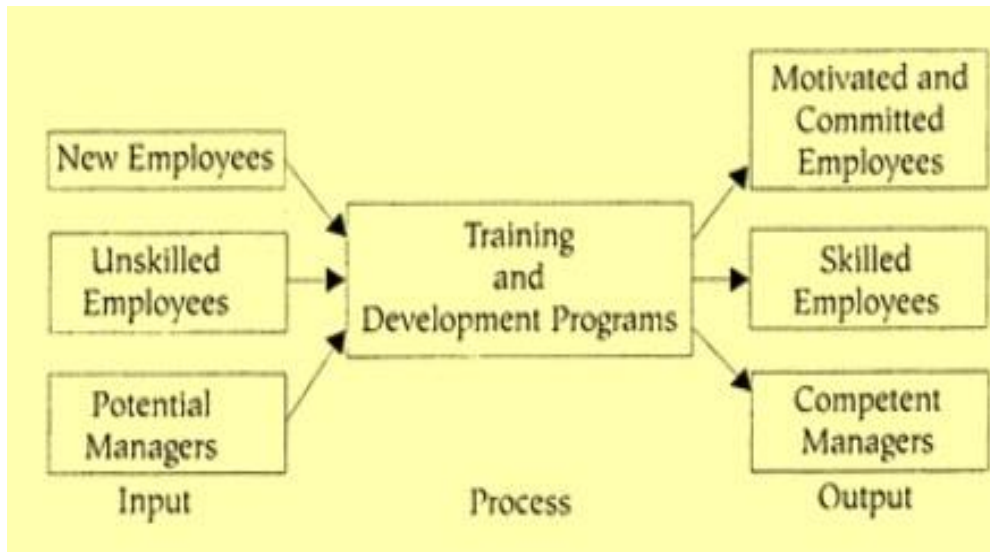 New Employees
Unskilled
Employees
Potential
Managers
Input
Training
and
Development Programs
Process
Motivated and
Committed
Employees
Skilled
Employees
Competent
Managers
Output